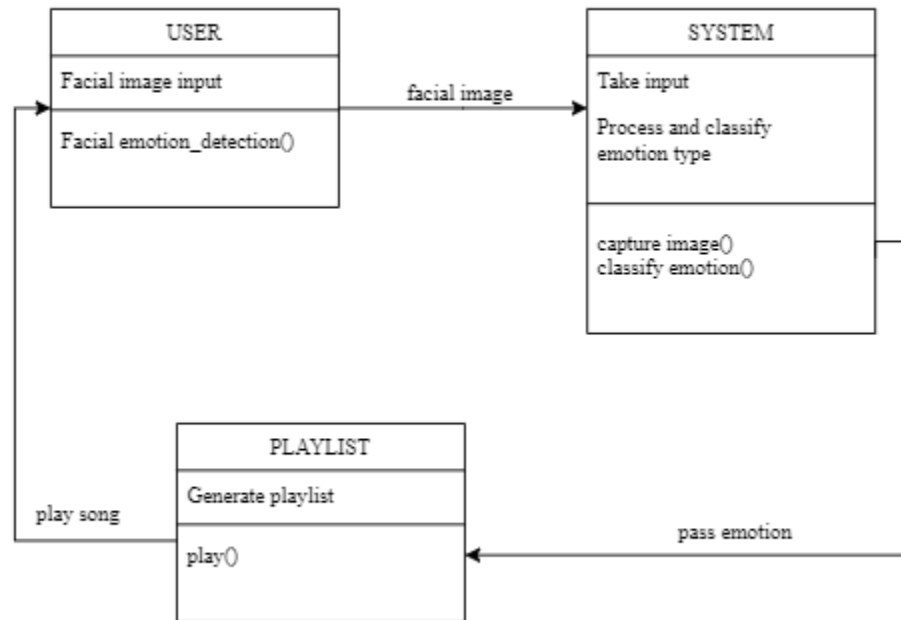 USER
Facial image input
Facial emotion_detection()
facial image
SYSTEM
Take input
Process and classify
emotion type
capture image()
classify emotion()
PLAYLIST
Generate playlist
play()
play song
pass emotion